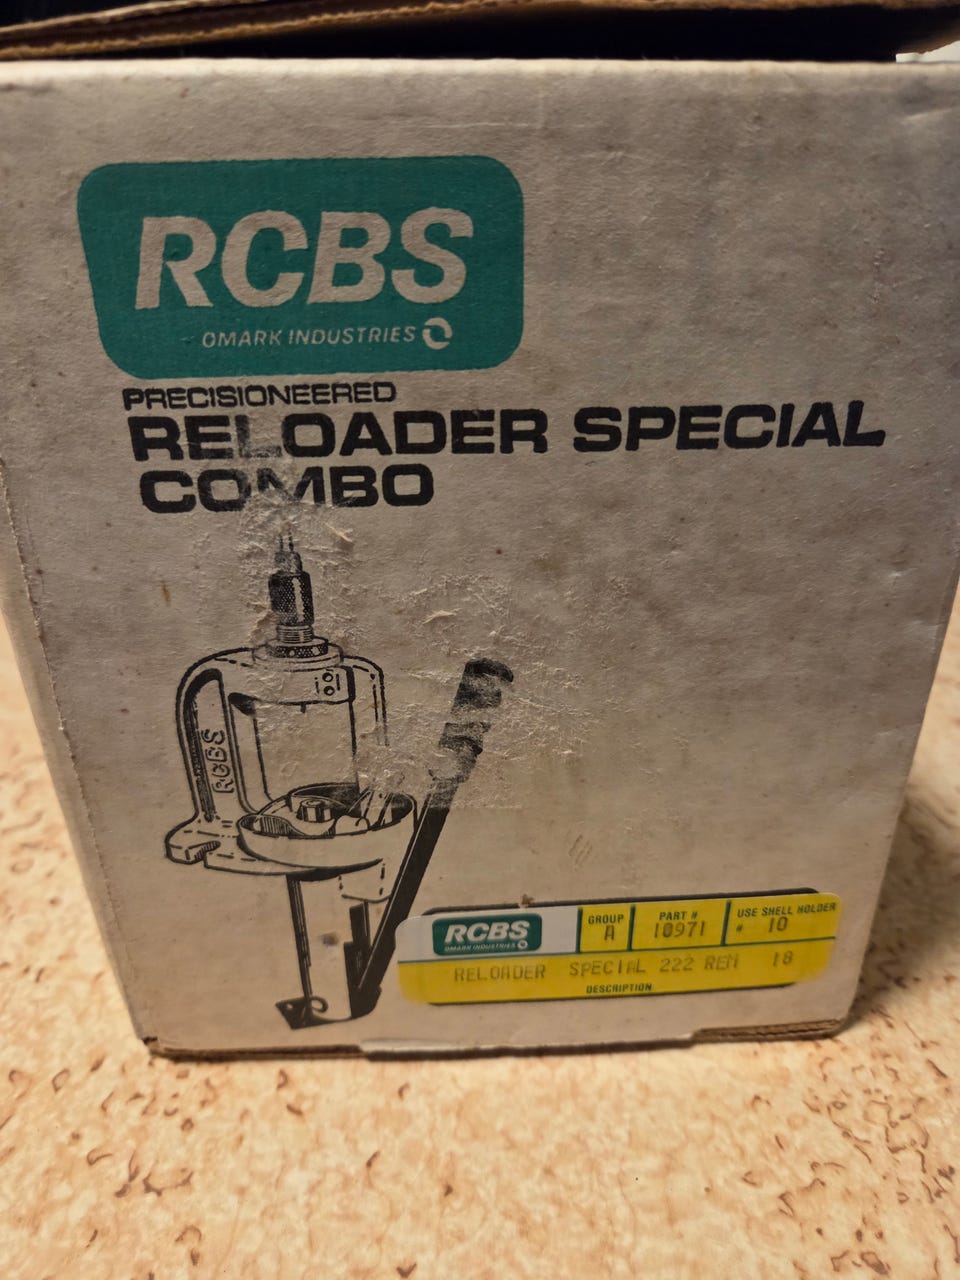 RCBS
OMARK INDUSTRIES
PRECISIONEERED
RELOADER SPECIAL
COMBO
RCBS
RCBS
OMARK INDUSTRIES
GROUP
A
PART #
10971
USE SHELL HOLDER
# 10
RELOADER SPECIAL 222 REM 18
DESCRIPTION